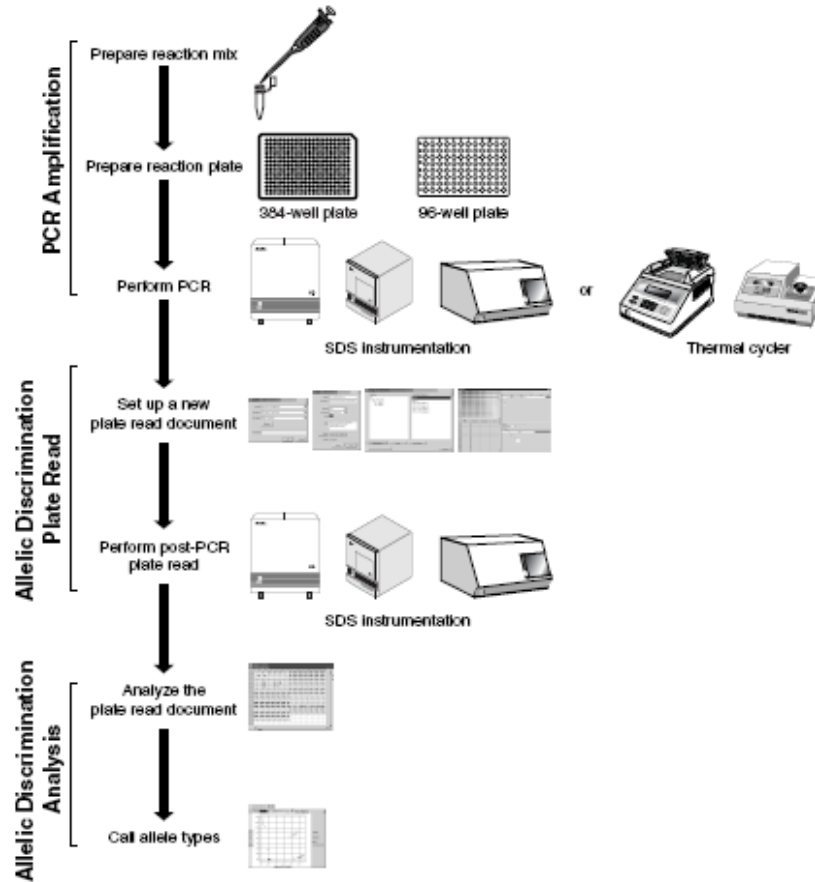 PCR Amplification
Prepare reaction mix
Prepare reaction plate
384-well plate
96-well plate
Perform PCR
or
SDS instrumentation
Thermal cycler
Allelic Discrimination
Plate Read
Set up a new
plate read document
Perform post-PCR
plate read
SDS instrumentation
Allelic Discrimination
Analysis
Analyze the
plate read document
Call allele types